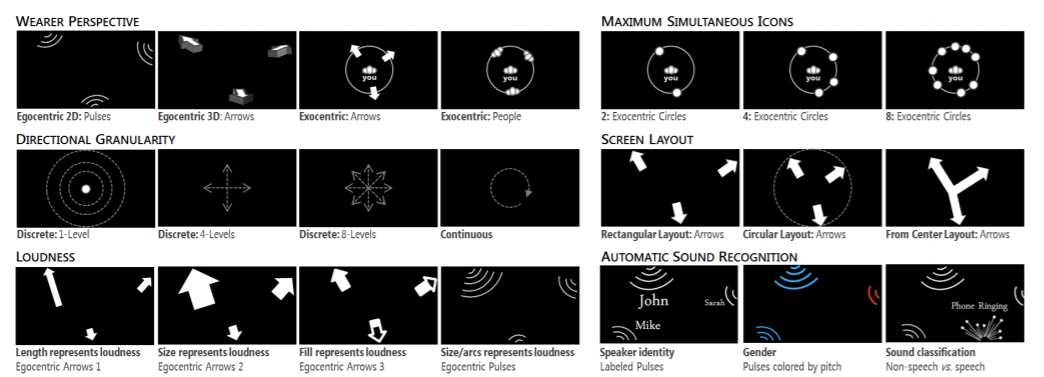 WEARER PERSPECTIVE
you
you
Egocentric 2D: Pulses
Egocentric 3D: Arrows
Exocentric: Arrows
Exocentric: People
MAXIMUM SIMULTANEOUS ICONS
you
you
you
2: Exocentric Circles
4: Exocentric Circles
8: Exocentric Circles
DIRECTIONAL GRANULARITY
Discrete: 1-Level
Discrete: 4-Levels
Discrete: 8-Levels
Continuous
SCREEN LAYOUT
Rectangular Layout: Arrows
Circular Layout: Arrows
From Center Layout: Arrows
LOUDNESS
Length represents loudness
Egocentric Arrows 1
Size represents loudness
Egocentric Arrows 2
Fill represents loudness
Egocentric Arrows 3
Size/arcs represents loudness
Egocentric Pulses
AUTOMATIC SOUND RECOGNITION
John
Sarah
Mike
Speaker identity
Labeled Pulses
Gender
Pulses colored by pitch
Phone Ringing
Sound classification
Non-speech vs. speech